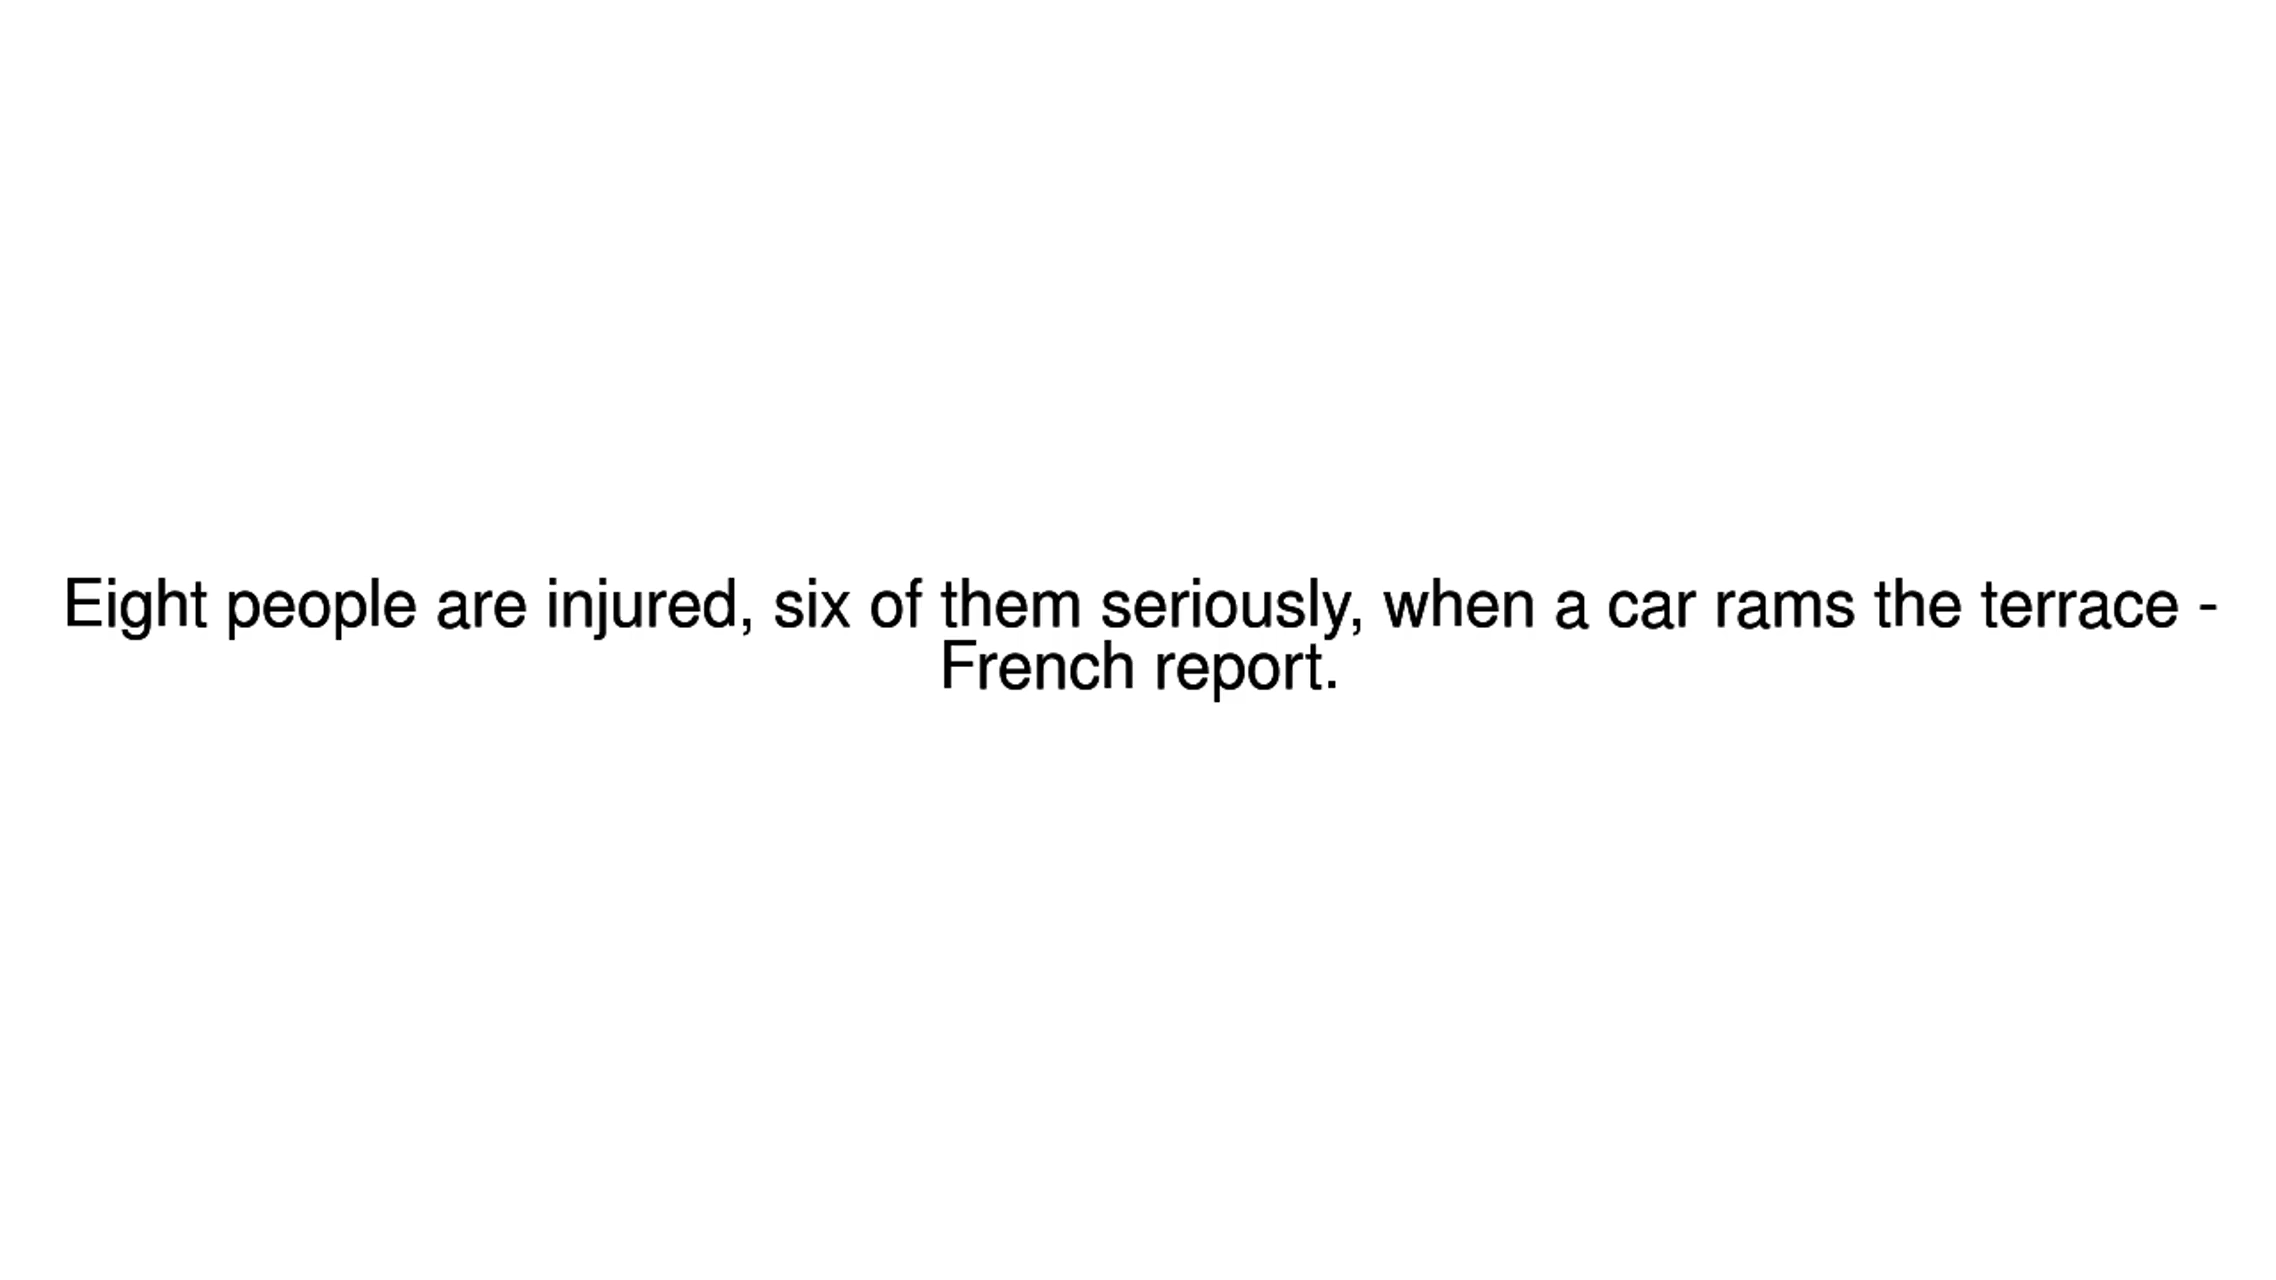 Eight people are injured, six of them seriously, when a car rams the terrace -
French report.